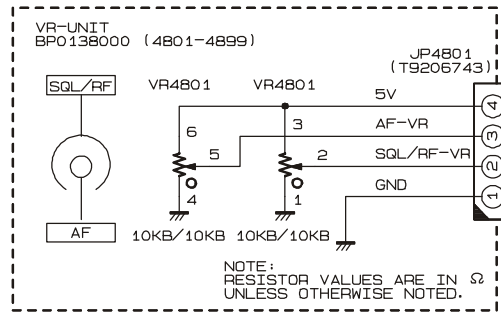 VR-UNIT
BP0138000 (4801-4899)
JP4801
(T9206743)
SQL/RF
VR4801
VR4801
5V
4
3
AF-VR
3
6
5
2
SQL/RF-VR
2
4
1
GND
1
AF
10KB/10KB
10KB/10KB
NOTE:
RESISTOR VALUES ARE IN Ω
UNLESS OTHERWISE NOTED.